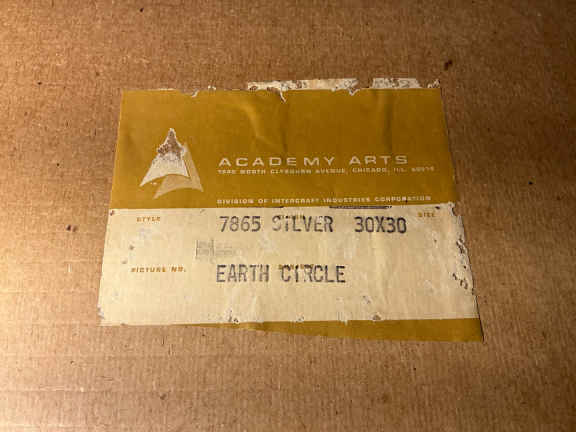 ACADEMY ARTS
NORTH CLYBOURN AVENUE, CHICAGO, ILL.
DIVISION OF INTERCRAFT INDUSTRIES CORPORATION
STYLE 7865 SILVER 30X30 SIZE
PICTURE NO. EARTH CIRCLE